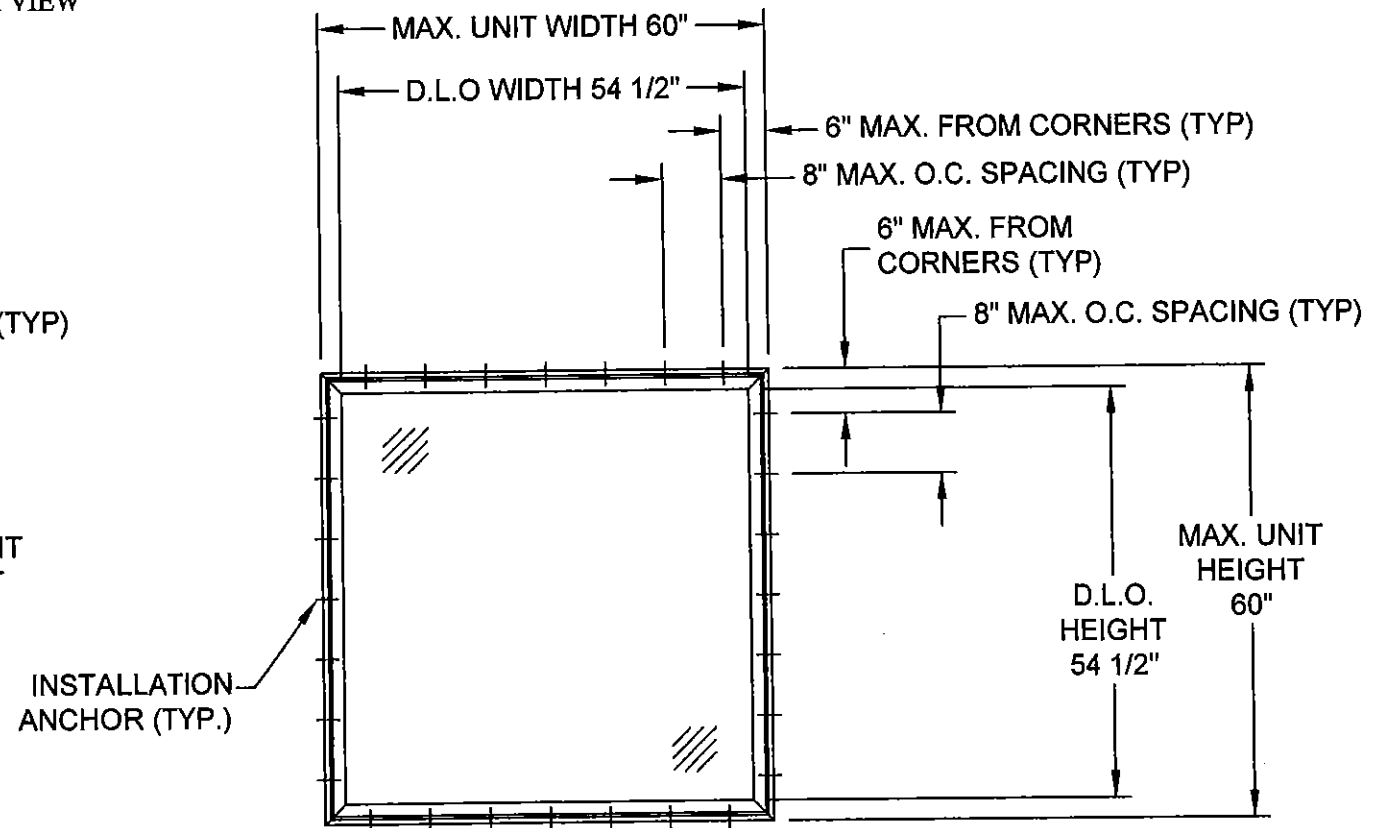 VIEW
MAX. UNIT WIDTH 60"
D.L.O WIDTH 54 1/2"
6" MAX. FROM CORNERS (TYP)
8" MAX. O.C. SPACING (TYP)
6" MAX. FROM
CORNERS (TYP)
(TYP)
8" MAX. O.C. SPACING (TYP)
MAX. UNIT
HEIGHT
60"
D.L.O.
HEIGHT
54 1/2"
INSTALLATION
ANCHOR (TYP.)